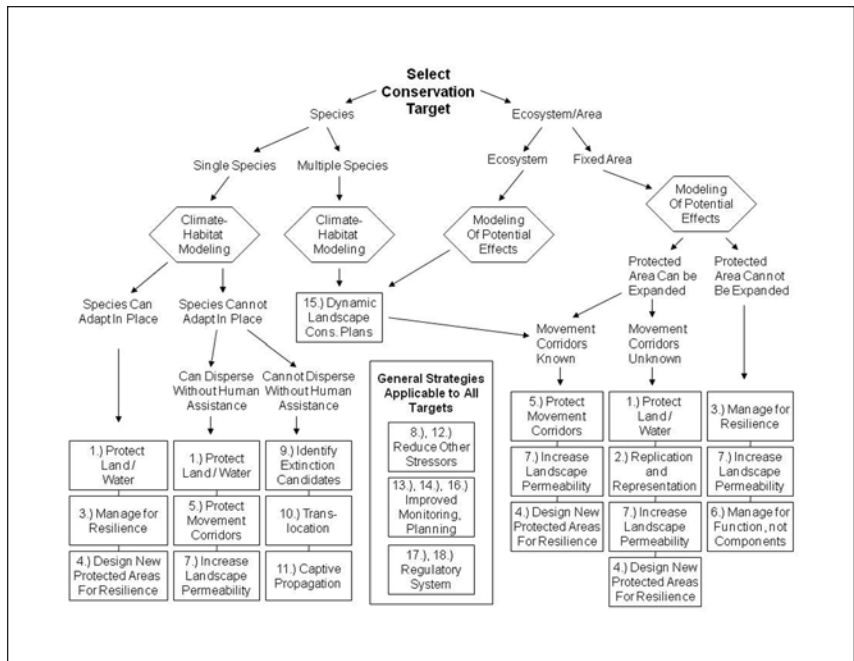 Select
Conservation
Target
Species
Ecosystem/Area
Single Species
Multiple Species
Ecosystem
Fixed Area
Climate-
Habitat
Modeling
Climate-
Habitat
Modeling
Modeling
Of Potential
Effects
Modeling
Of Potential
Effects
Species Can
Adapt In Place
Species Cannot
Adapt In Place
15.) Dynamic
Landscape
Cons. Plans
Protected
Area Can be
Expanded
Protected
Area Cannot
Be Expanded
Movement
Corridors
Known
Movement
Corridors
Unknown
Can Disperse
Without Human
Assistance
Cannot Disperse
Without Human
Assistance
1.) Protect
Land /
Water
3.) Manage for
Resilience
4.) Design New
Protected Areas
For Resilience
1.) Protect
Land / Water
5.) Protect
Movement
Corridors
7.) Increase
Landscape
Permeability
9.) Identify
Extinction
Candidates
10.) Trans-
location
11.) Captive
Propagation
General Strategies
Applicable to All
Targets
8.), 12.)
Reduce Other
Stressors
13.), 14.), 16.)
Improved
Monitoring,
Planning
17.), 18.)
Regulatory
System
5.) Protect
Movement
Corridors
7.) Increase
Landscape
Permeability
4.) Design New
Protected Areas
For Resilience
1.) Protect
Land /
Water
2.) Replication
and
Representation
7.) Increase
Landscape
Permeability
4.) Design New
Protected Areas
For Resilience
3.) Manage for
Resilience
7.) Increase
Landscape
Permeability
6.) Manage for
Function, not
Components